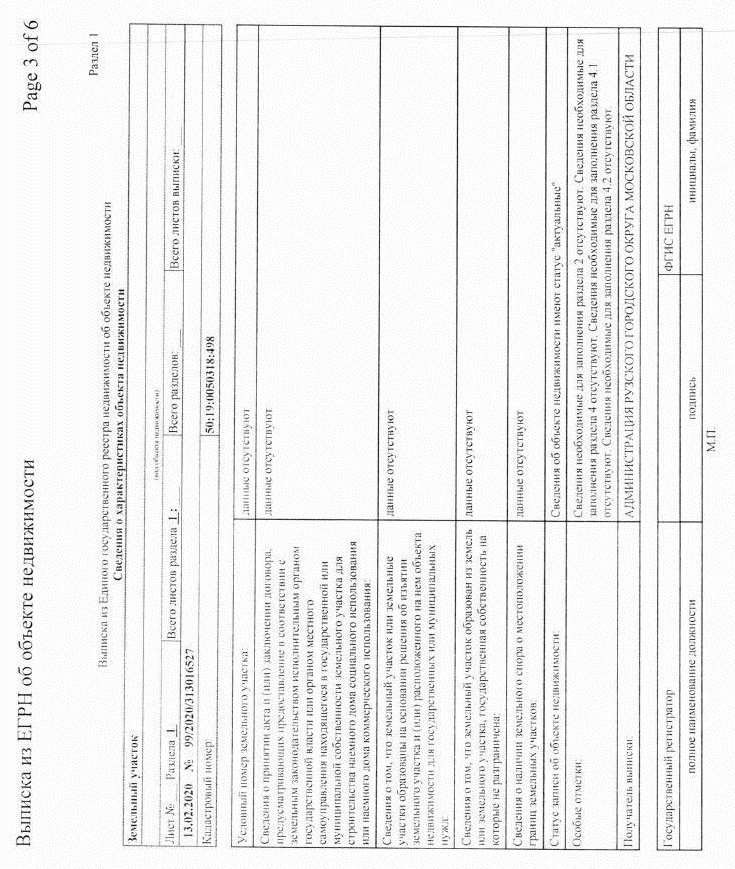 Выписка из ЕГРН об объекте недвижимости
Page 3 of 6
Раздел 1
Выписка из Единого государственного реестра недвижимости об объекте недвижимости
Сведения о характеристиках объекта недвижимости
Земельный участок
(вид объекта недвижимости)
Лист № Раздела 1
Всего листов раздела 1 :
Всего разделов:
Всего листов выписки:
13.02.2020 № 99/2020/313016527
Кадастровый номер:
50:19:0050318:498
Условный номер земельного участка:
данные отсутствуют
Сведения о принятии акта и (или) заключении договора,
предусматривающих предоставление в соответствии с
земельным законодательством исполнительным органом
государственной власти или органом местного
самоуправления находящегося в государственной или
муниципальной собственности земельного участка для
строительства наемного дома социального использования
или наемного дома коммерческого использования:
данные отсутствуют
Сведения о том, что земельный участок или земельные
участки образованы на основании решения об изъятии
земельного участка и (или) расположенного на нем объекта
недвижимости для государственных или муниципальных
нужд:
данные отсутствуют
Сведения о том, что земельный участок образован из земель
или земельного участка, государственная собственность на
которые не разграничена:
данные отсутствуют
Сведения о наличии земельного спора о местоположении
границ земельных участков:
данные отсутствуют
Статус записи об объекте недвижимости:
Сведения об объекте недвижимости имеют статус "актуальные"
Особые отметки:
Сведения необходимые для заполнения раздела 2 отсутствуют. Сведения необходимые для
заполнения раздела 4 отсутствуют. Сведения необходимые для заполнения раздела 4.1
отсутствуют. Сведения необходимые для заполнения раздела 4.2 отсутствуют.
Получатель выписки:
АДМИНИСТРАЦИЯ РУЗСКОГО ГОРОДСКОГО ОКРУГА МОСКОВСКОЙ ОБЛАСТИ
Государственный регистратор
ФГИС ЕГРН
полное наименование должности
подпись
инициалы, фамилия
М.П.